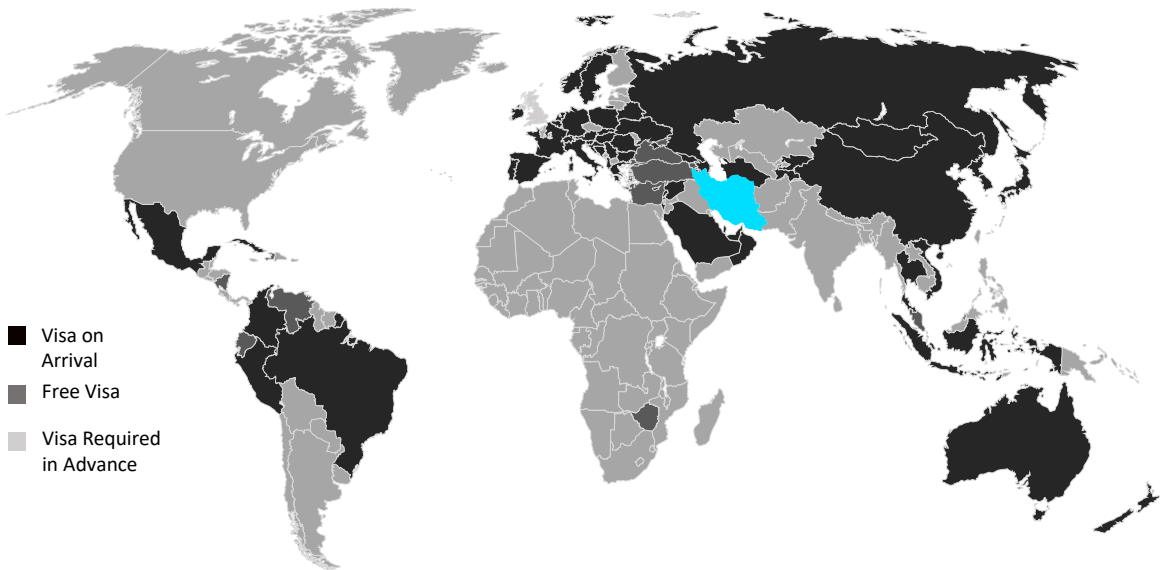 Visa on
Arrival
Free Visa
Visa Required
in Advance